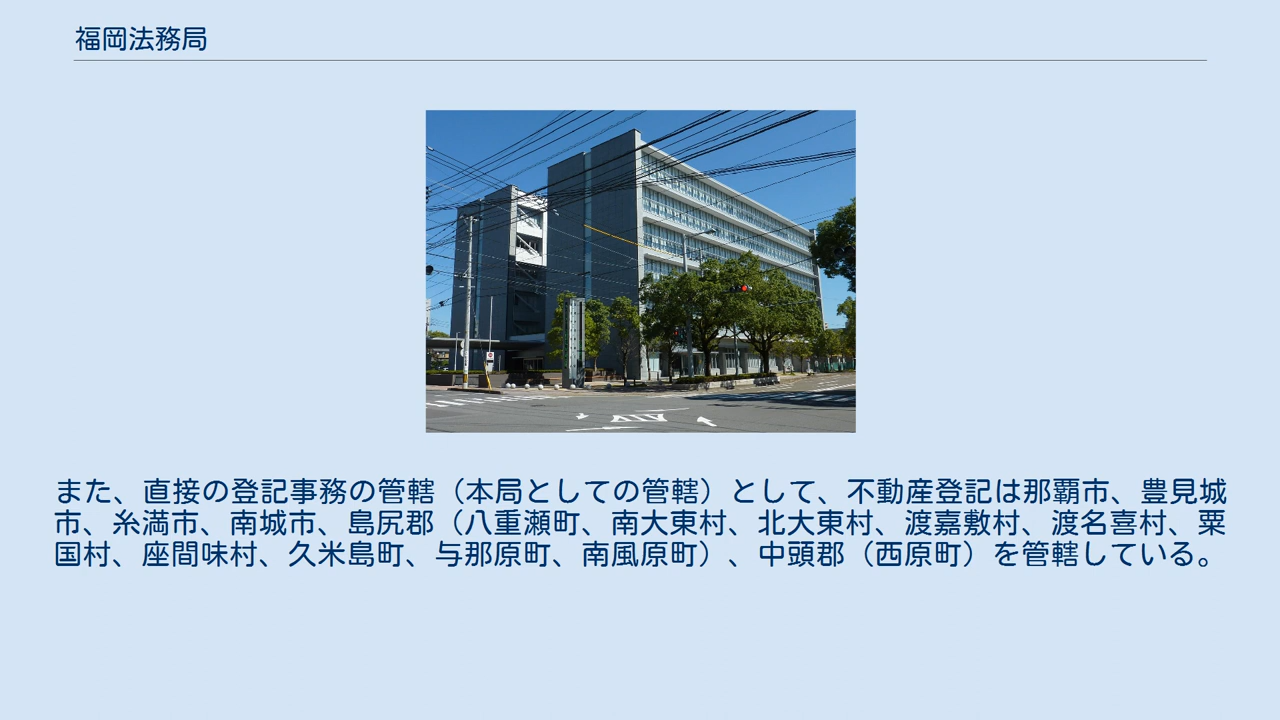 福岡法務局
また、直接の登記事務の管轄（本局としての管轄）として、不動産登記は那覇市、豊見城
市、糸満市、南城市、島尻郡（八重瀬町、南大東村、北大東村、渡嘉敷村、渡名喜村、粟
国村、座間味村、久米島町、与那原町、南風原町）、中頭郡（西原町）を管轄している。